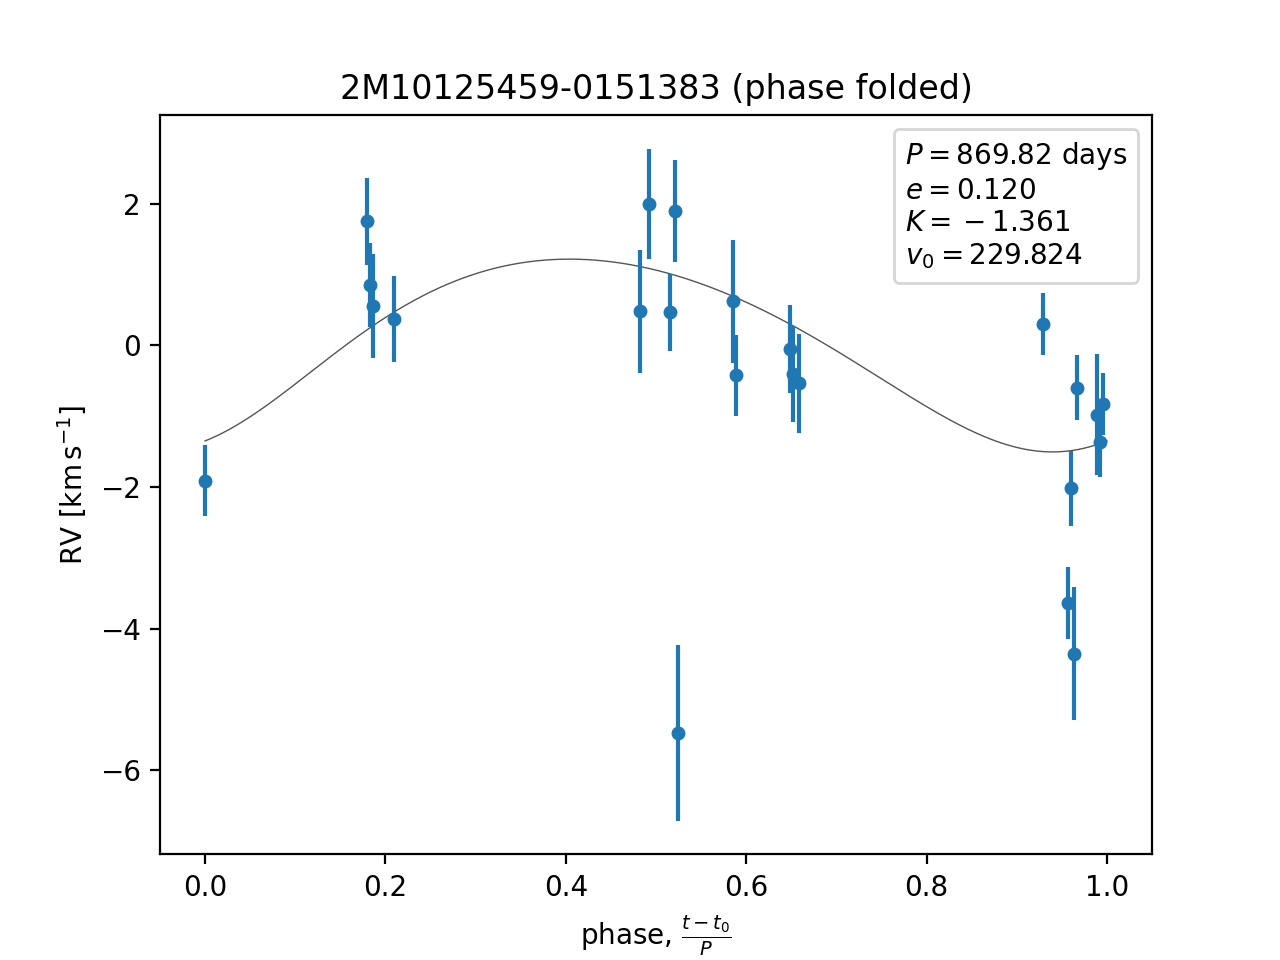 2M10125459-0151383 (phase folded)
P = 869.82 days
e = 0.120
K = −1.361
v₀ = 229.824
2
0
−2
−4
−6
RV [km s⁻¹]
0.0 0.2 0.4 0.6 0.8 1.0
phase, (t − t₀)/P